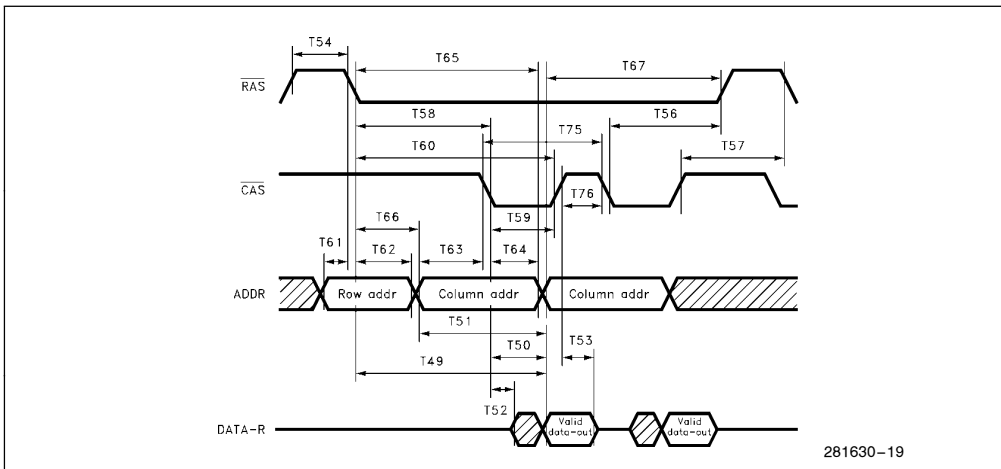 T54
T65
T67
RAS
T58
T56
T75
T60
T57
CAS
T76
T66
T59
T61
T62
T63
T64
ADDR
Row addr
Column addr
Column addr
T51
T50
T53
T49
T52
DATA-R
Valid
data-out
Valid
data-out
281630-19